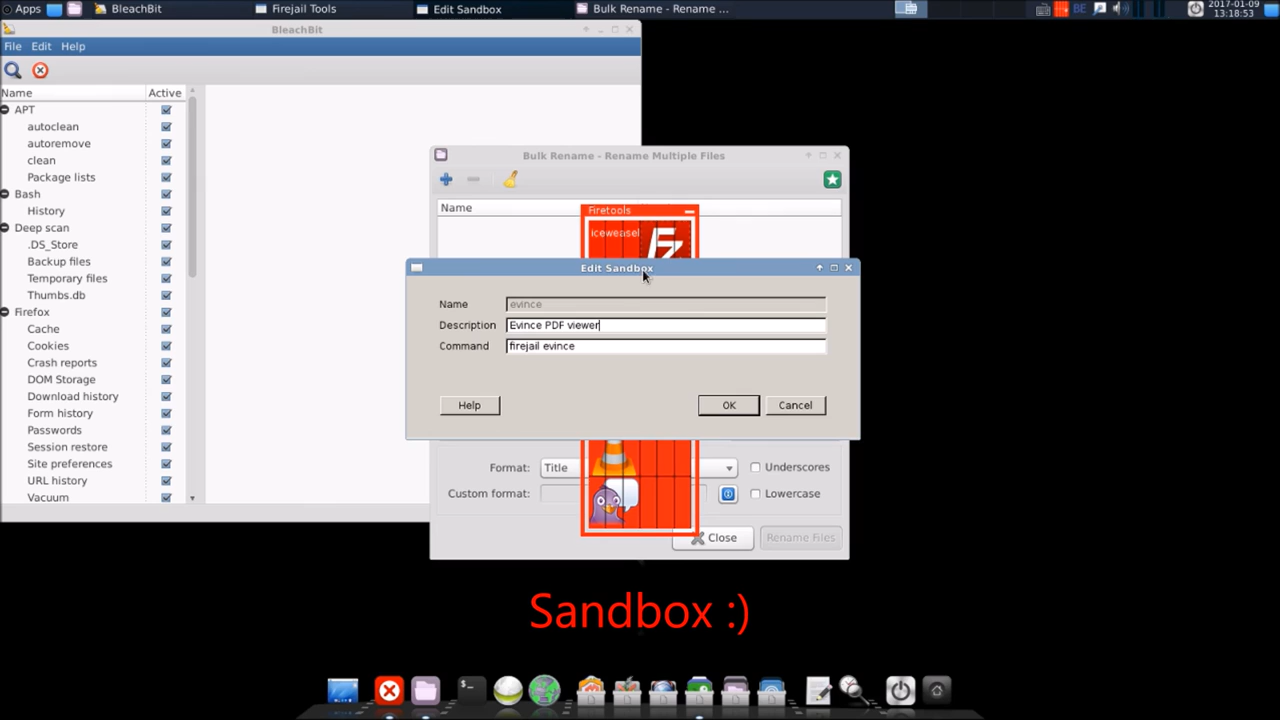 Apps
BleachBit
Firejail Tools
Edit Sandbox
Bulk Rename - Rename ...
BE
2017-01-09
13:18:53
BleachBit
File
Edit
Help
Name
Active
APT
autoclean
autoremove
clean
Package lists
Bash
History
Deep scan
.DS_Store
Backup files
Temporary files
Thumbs.db
Firefox
Cache
Cookies
Crash reports
DOM Storage
Download history
Form history
Passwords
Session restore
Site preferences
URL history
Vacuum
Bulk Rename - Rename Multiple Files
Name
Firetools
iceweasel
Fz
Edit Sandbox
Name
evince
Description
Evince PDF viewer
Command
firejail evince
Help
OK
Cancel
Format:
Title
Underscores
Custom format:
Lowercase
Close
Rename Files
Sandbox :)